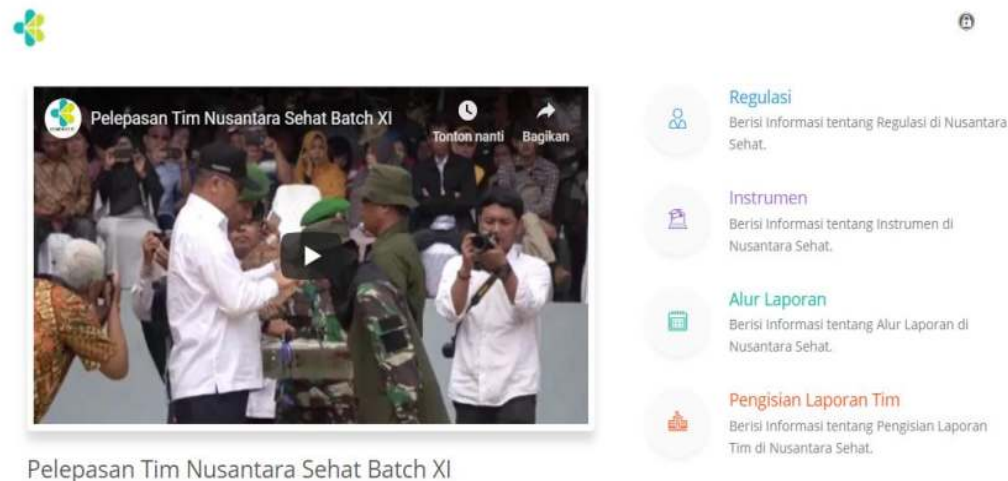 Pelepasan Tim Nusantara Sehat Batch XI
Tonton nanti
Bagikan
Regulasi
Berisi Informasi tentang Regulasi di Nusantara
Sehat.
Instrumen
Berisi Informasi tentang Instrumen di
Nusantara Sehat.
Alur Laporan
Berisi Informasi tentang Alur Laporan di
Nusantara Sehat.
Pengisian Laporan Tim
Berisi Informasi tentang Pengisian Laporan
Tim di Nusantara Sehat.
Pelepasan Tim Nusantara Sehat Batch XI